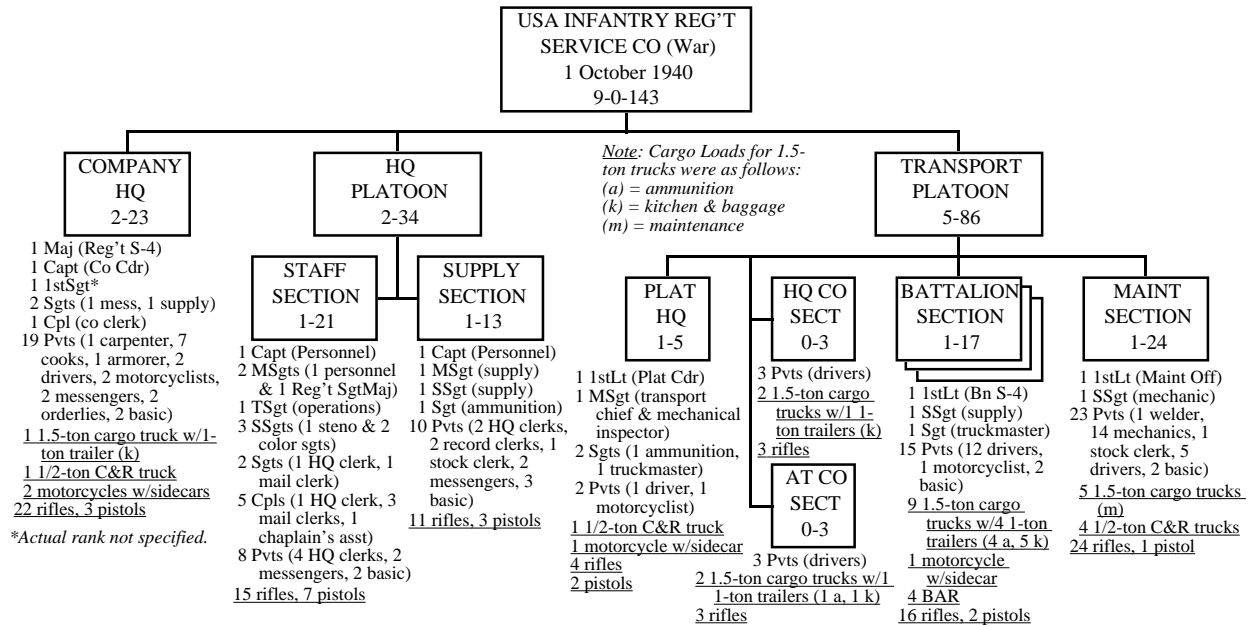 USA INFANTRY REG'T
SERVICE CO (War)
1 October 1940
9-0-143
COMPANY
HQ
2-23
1 Maj (Reg't S-4)
1 Capt (Co Cdr)
1 1stSgt*
2 Sgts (1 mess, 1 supply)
1 Cpl (co clerk)
19 Pvts (1 carpenter, 7
cooks, 1 armorer, 2
drivers, 2 motorcyclists,
2 messengers, 2
orderlies, 2 basic)
1 1.5-ton cargo truck w/1-
ton trailer (k)
1 1/2-ton C&R truck
2 motorcycles w/sidecars
22 rifles, 3 pistols
*Actual rank not specified.
HQ
PLATOON
2-34
STAFF
SECTION
1-21
1 Capt (Personnel)
2 MSgts (1 personnel
& 1 Reg't SgtMaj)
1 TSgt (operations)
3 SSgts (1 steno & 2
color sgts)
2 Sgts (1 HQ clerk, 1
mail clerk)
5 Cpls (1 HQ clerk, 3
mail clerks, 1
chaplain's asst)
8 Pvts (4 HQ clerks, 2
messengers, 2 basic)
15 rifles, 7 pistols
SUPPLY
SECTION
1-13
1 Capt (Personnel)
1 MSgt (supply)
1 SSgt (supply)
1 Sgt (ammunition)
10 Pvts (2 HQ clerks,
2 record clerks, 1
stock clerk, 2
messengers, 3
basic)
11 rifles, 3 pistols
Note: Cargo Loads for 1.5-
ton trucks were as follows:
(a) = ammunition
(k) = kitchen & baggage
(m) = maintenance
TRANSPORT
PLATOON
5-86
PLAT
HQ
1-5
1 1stLt (Plat Cdr)
1 MSgt (transport
chief & mechanical
inspector)
2 Sgts (1 ammunition,
1 truckmaster)
2 Pvts (1 driver, 1
motorcyclist)
1 1/2-ton C&R truck
1 motorcycle w/sidecar
4 rifles
2 pistols
HQ CO
SECT
0-3
3 Pvts (drivers)
2 1.5-ton cargo
trucks w/1 1-
ton trailers (k)
3 rifles
AT CO
SECT
0-3
3 Pvts (drivers)
2 1.5-ton cargo trucks w/1
1-ton trailers (1 a, 1 k)
3 rifles
BATTALION
SECTION
1-17
1 1stLt (Bn S-4)
1 SSgt (supply)
1 Sgt (truckmaster)
15 Pvts (12 drivers,
1 motorcyclist, 2
basic)
9 1.5-ton cargo
trucks w/4 1-ton
trailers (4 a, 5 k)
1 motorcycle
w/sidecar
4 BAR
16 rifles, 2 pistols
MAINT
SECTION
1-24
1 1stLt (Maint Off)
1 SSgt (mechanic)
23 Pvts (1 welder,
14 mechanics, 1
stock clerk, 5
drivers, 2 basic)
5 1.5-ton cargo trucks
(m)
4 1/2-ton C&R trucks
24 rifles, 1 pistol